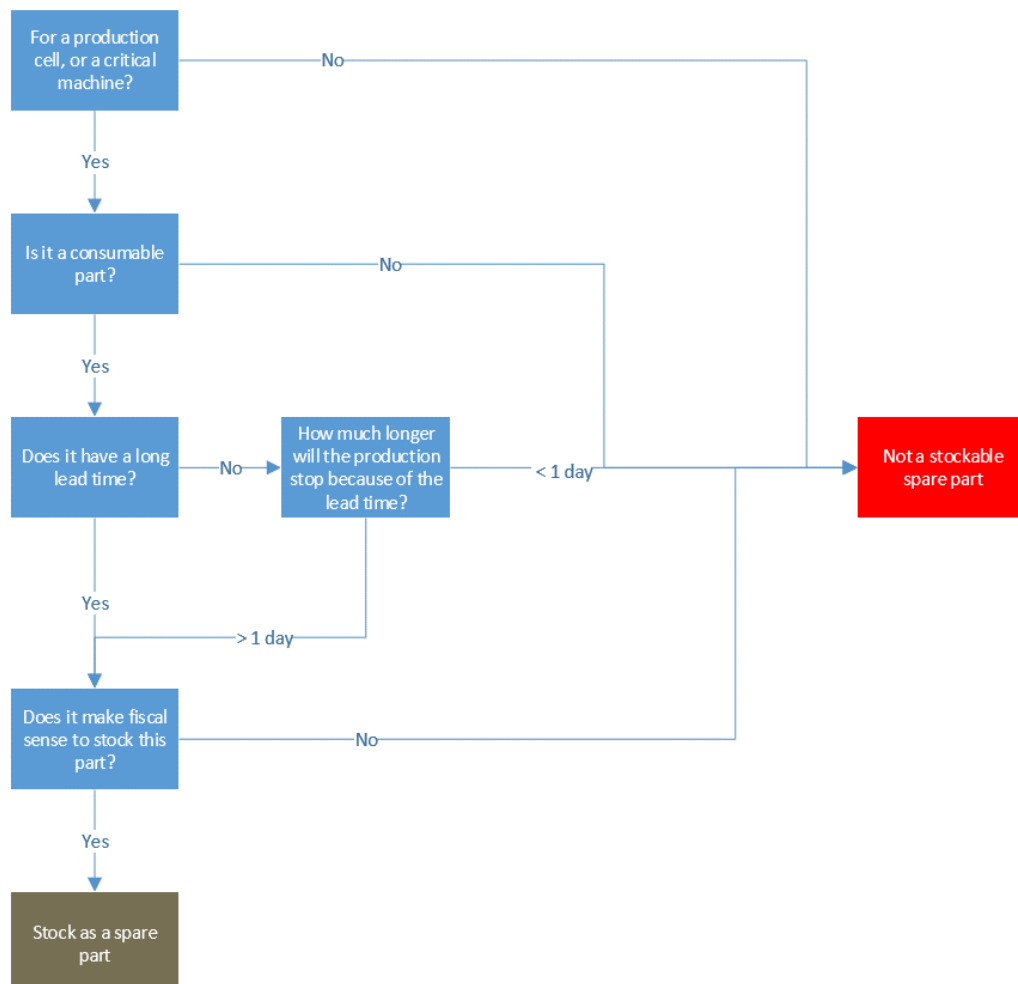 For a production
cell, or a critical
machine?
No
Yes
Is it a consumable
part?
No
Yes
Does it have a long
lead time?
No
How much longer
will the production
stop because of the
lead time?
< 1 day
Not a stockable
spare part
Yes
> 1 day
Does it make fiscal
sense to stock this
part?
No
Yes
Stock as a spare
part